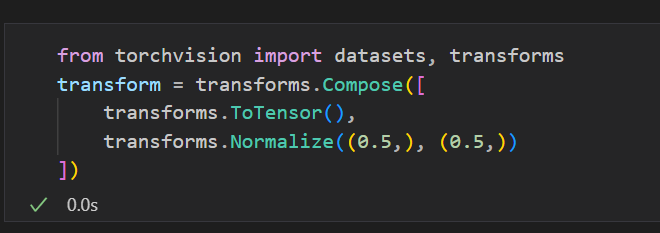 from torchvision import datasets, transforms
transform = transforms.Compose([
    transforms.ToTensor(),
    transforms.Normalize((0.5,), (0.5,))
])
0.0s